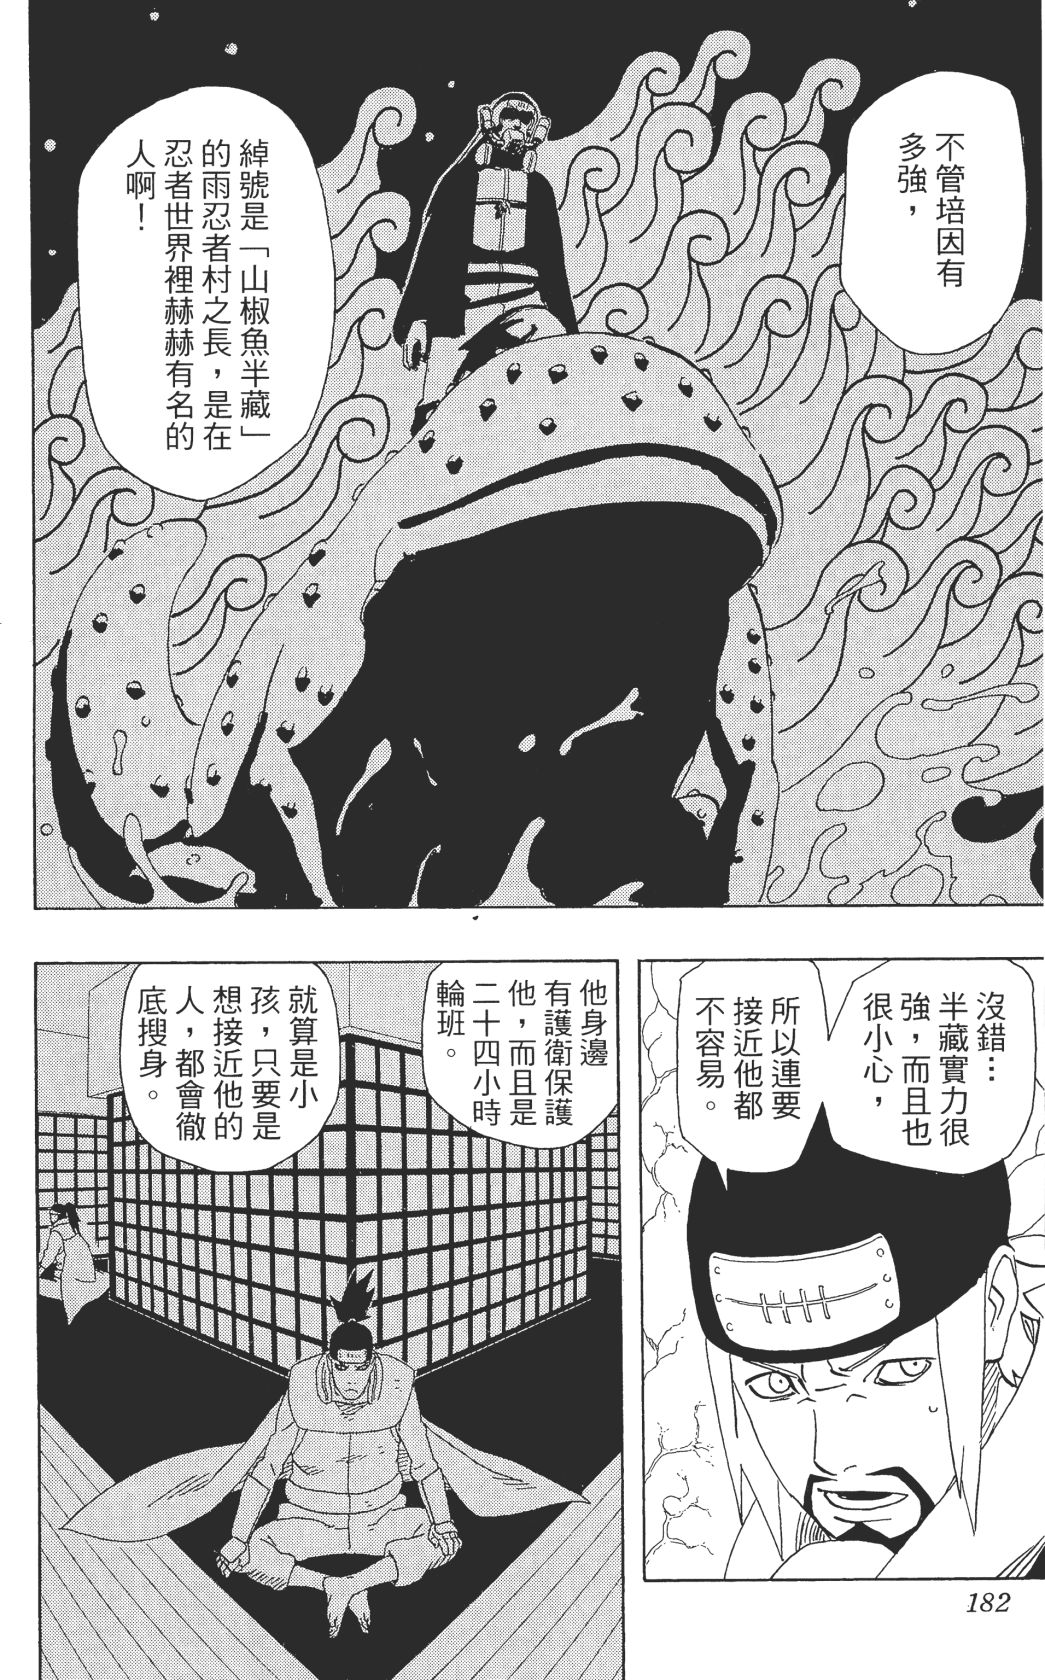 不管培因有
多強，
綽號是「山椒魚半藏」
的雨忍者村之長，是在
忍者世界裡赫赫有名的
人啊！
沒錯…
半藏實力很
強，而且也
很小心，
所以連要
接近他都
不容易。
他身邊
有護衛保護
他，而且是
二十四小時
輪班。
就算是小
孩，只要是
想接近他的
人，都會徹
底搜身。
182